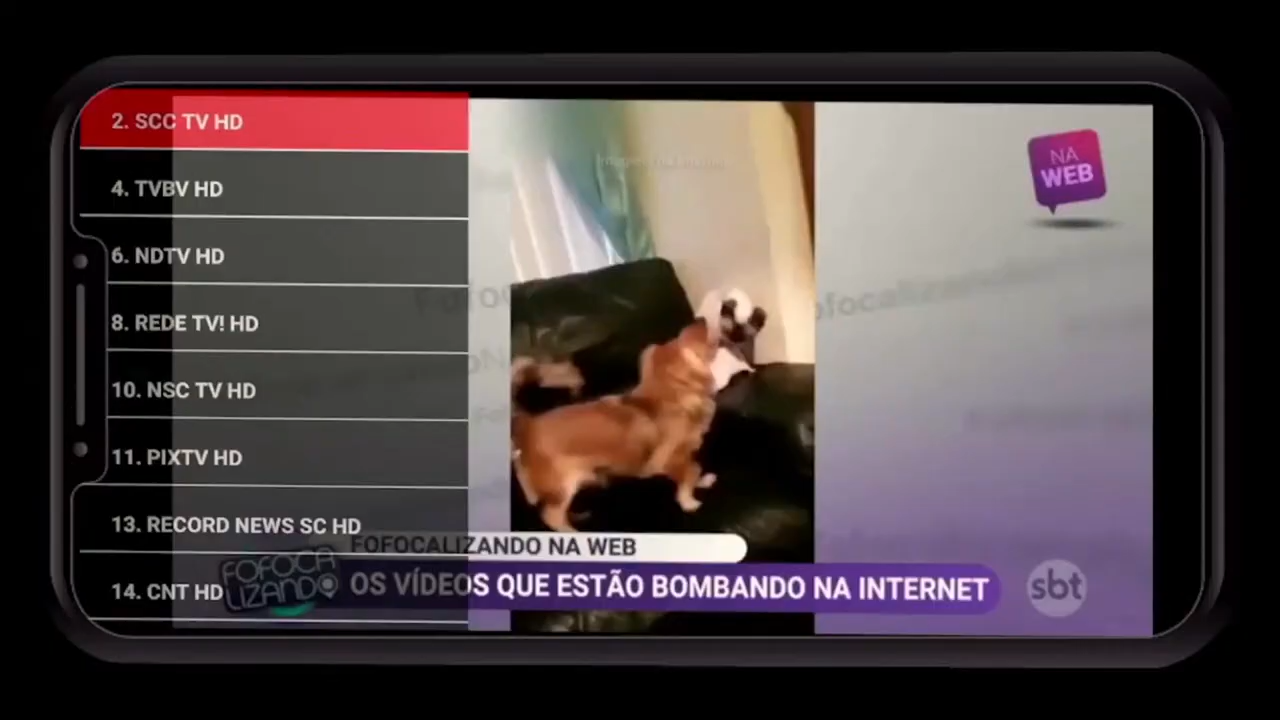 2. SCC TV HD
4. TVBV HD
6. NDTV HD
8. REDE TV! HD
10. NSC TV HD
11. PIXTV HD
13. RECORD NEWS SC HD
14. CNT HD
NA
WEB
FOFOCALIZANDO NA WEB
FOFOCA
LIZANDO
OS VÍDEOS QUE ESTÃO BOMBANDO NA INTERNET
sbt